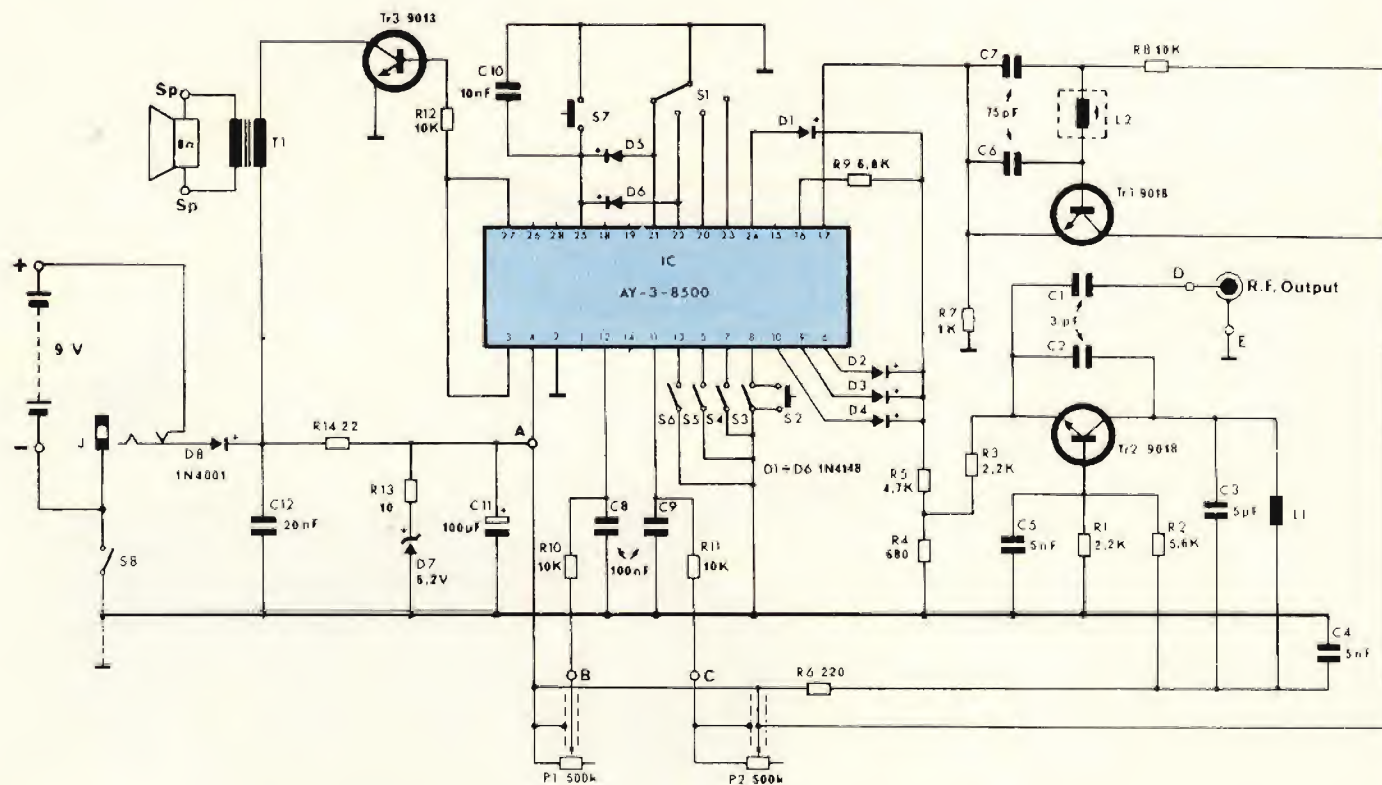 Tr3 9013
C10
10nF
S7
S1
C7
R8 10K
75pF
L2
C6
Tr1 9018
Sp
8Ω
T1
Sp
R12
10K
D5
D6
D1
R9 6,8K
27 26 28 25 18 19 21 22 20 23 24 15 16 17
IC
AY-3-8500
3 4 2 1 12 14 11 13 5 7 8 10 9 6
R7
1K
C1
3pF
C2
D
R.F. Output
E
+
9 V
-
J
D8
1N4001
R14 22
A
S6 S5 S4 S3 S2
D2
D3
D4
D1÷D6 1N4148
R5
4,7K
R3
2,2K
Tr2 9018
R13
10
C11
100µF
+
C12
20nF
D7
6,2V
S8
R10
10K
C8
C9
100nF
R11
10K
R4
680
C5
5nF
R1
2,2K
R2
5,6K
C3
5pF
L1
C4
5nF
B
C
R6 220
P1 500k
P2 500k